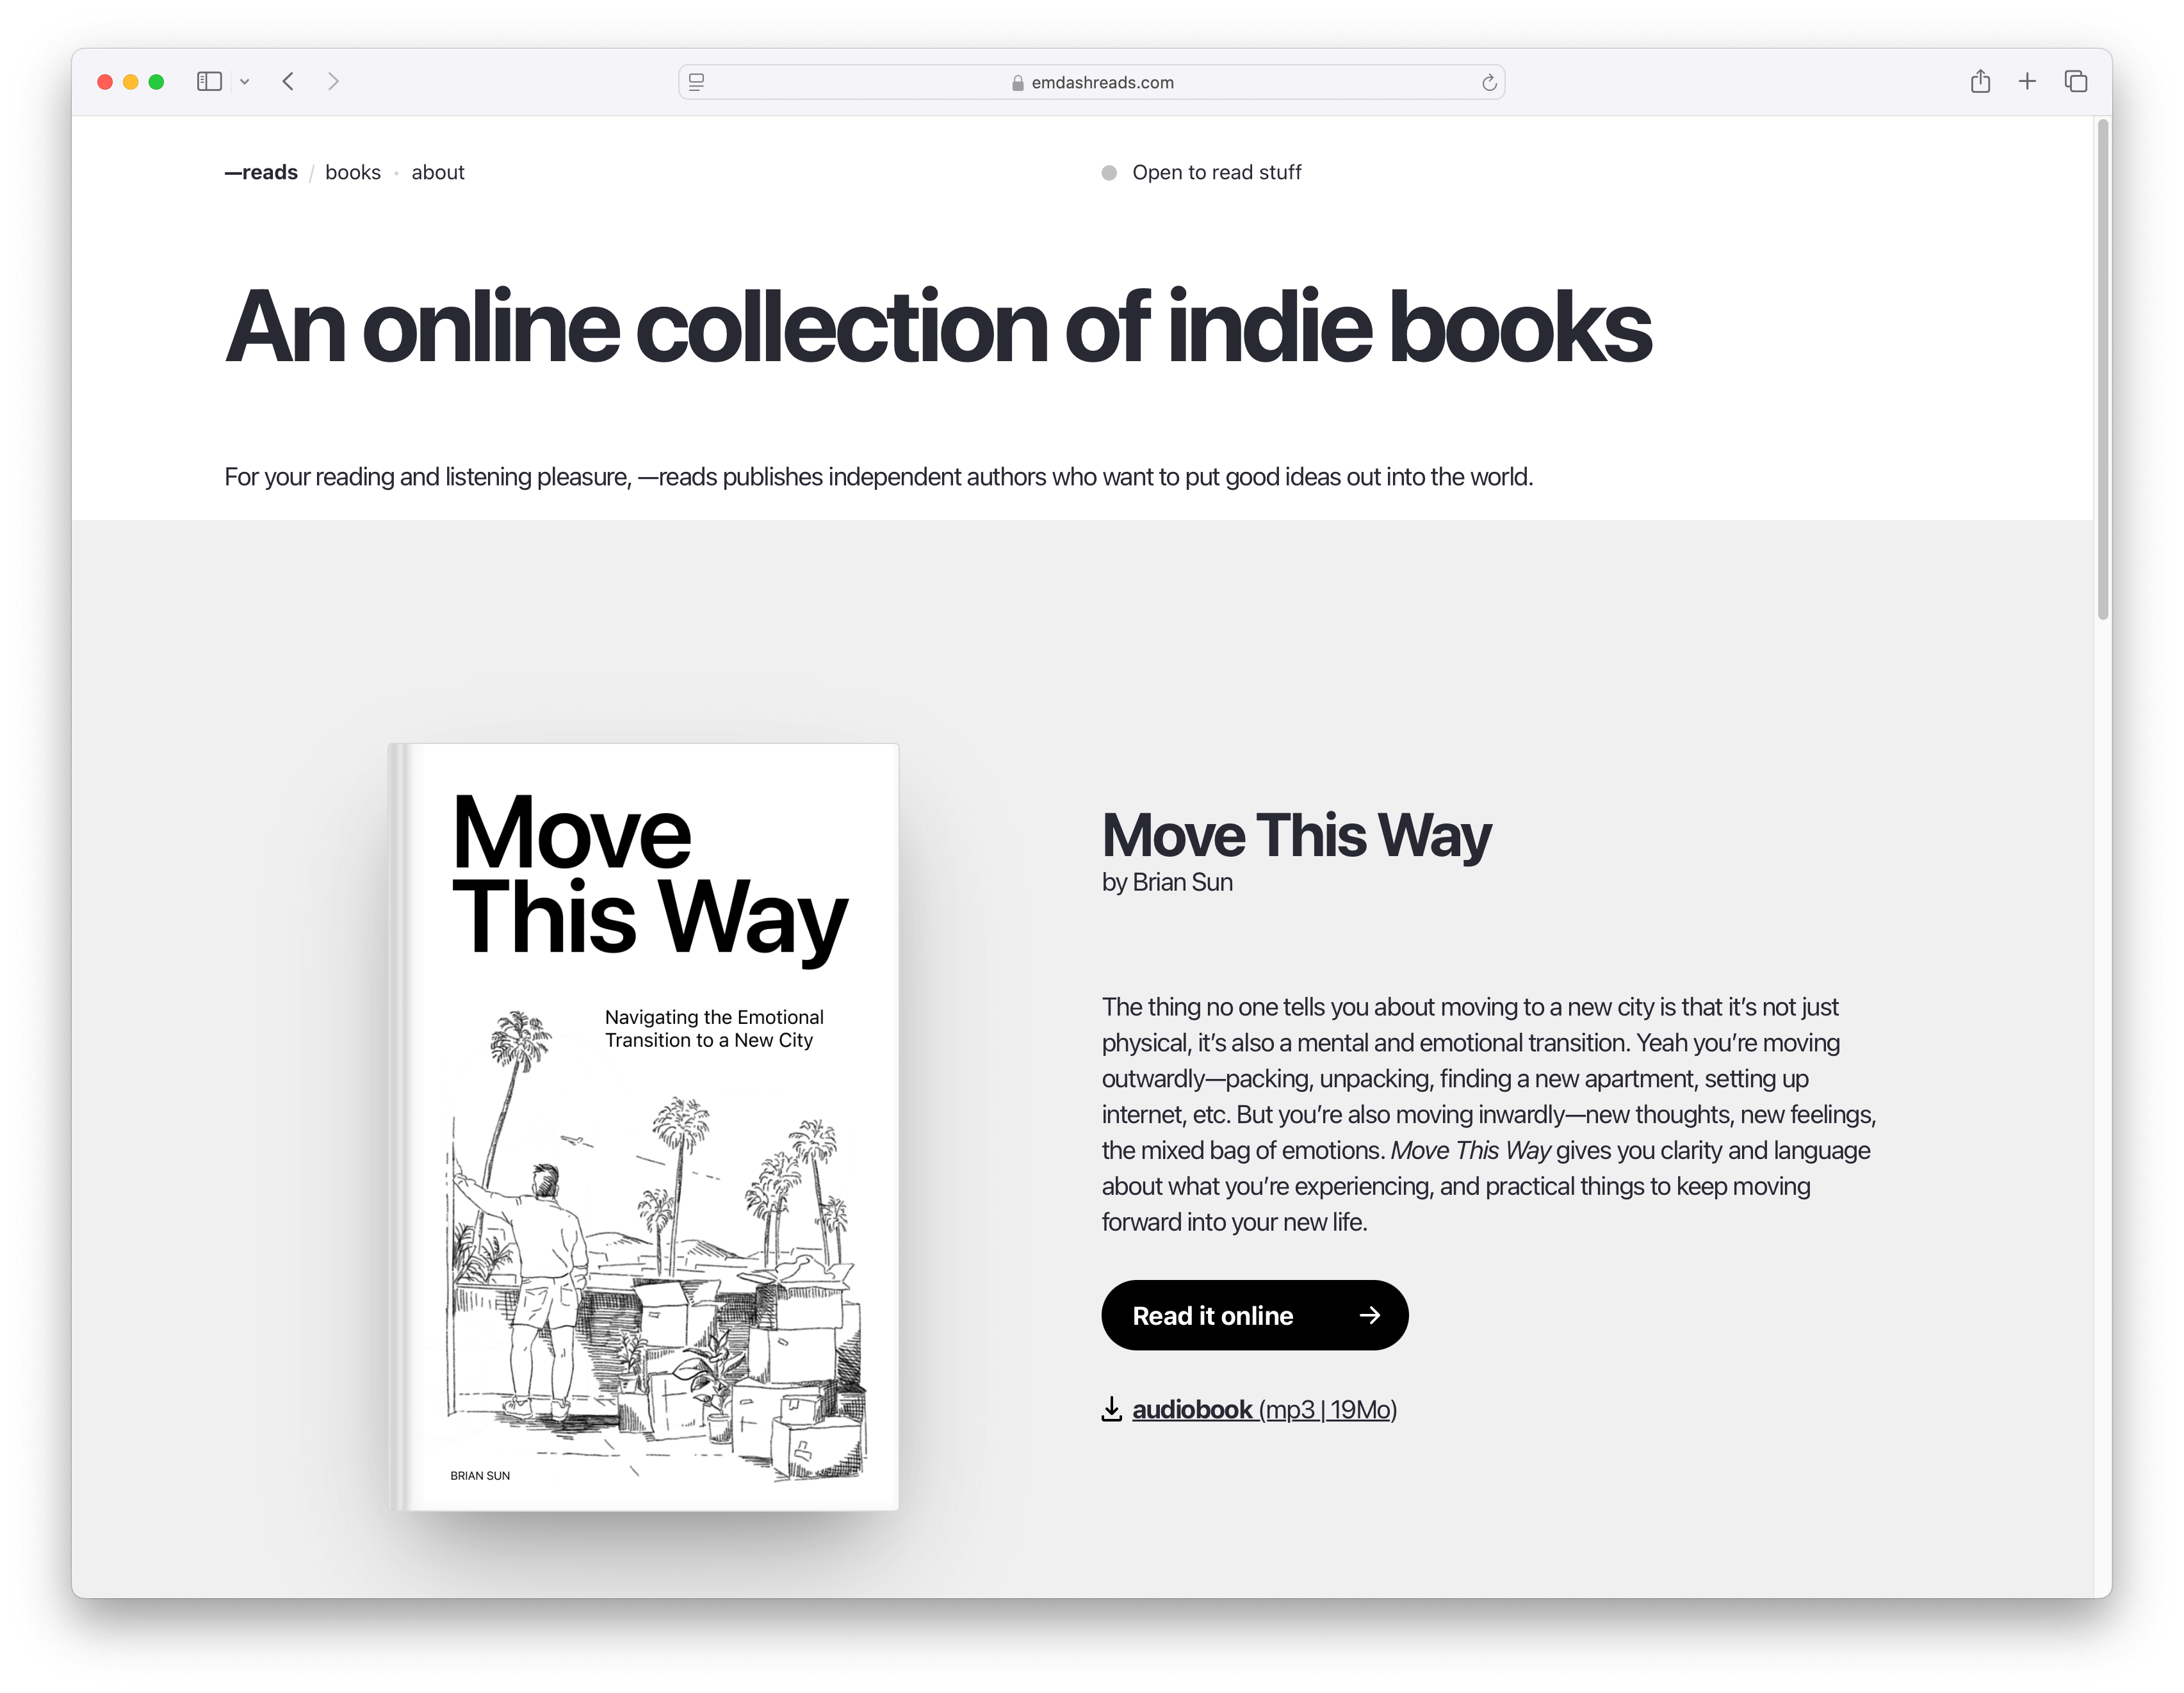 emdashreads.com
—reads / books • about
Open to read stuff
An online collection of indie books
For your reading and listening pleasure, —reads publishes independent authors who want to put good ideas out into the world.
Move
This Way
Navigating the Emotional
Transition to a New City
BRIAN SUN
Move This Way
by Brian Sun
The thing no one tells you about moving to a new city is that it’s not just
physical, it’s also a mental and emotional transition. Yeah you’re moving
outwardly—packing, unpacking, finding a new apartment, setting up
internet, etc. But you’re also moving inwardly—new thoughts, new feelings,
the mixed bag of emotions. Move This Way gives you clarity and language
about what you’re experiencing, and practical things to keep moving
forward into your new life.
Read it online →
audiobook (mp3 | 19Mo)